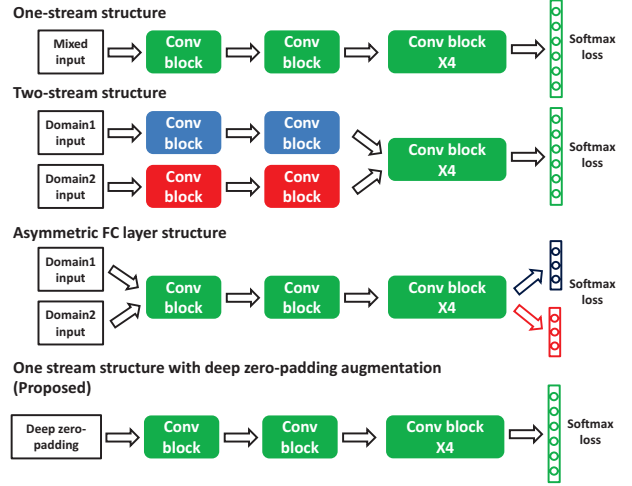 One-stream structure
Mixed
input
Conv
block
Conv
block
Conv block
X4
Softmax
loss
Two-stream structure
Domain1
input
Conv
block
Conv
block
Domain2
input
Conv
block
Conv
block
Conv block
X4
Softmax
loss
Asymmetric FC layer structure
Domain1
input
Domain2
input
Conv
block
Conv
block
Conv block
X4
Softmax
loss
One stream structure with deep zero-padding augmentation
(Proposed)
Deep zero-
padding
Conv
block
Conv
block
Conv block
X4
Softmax
loss